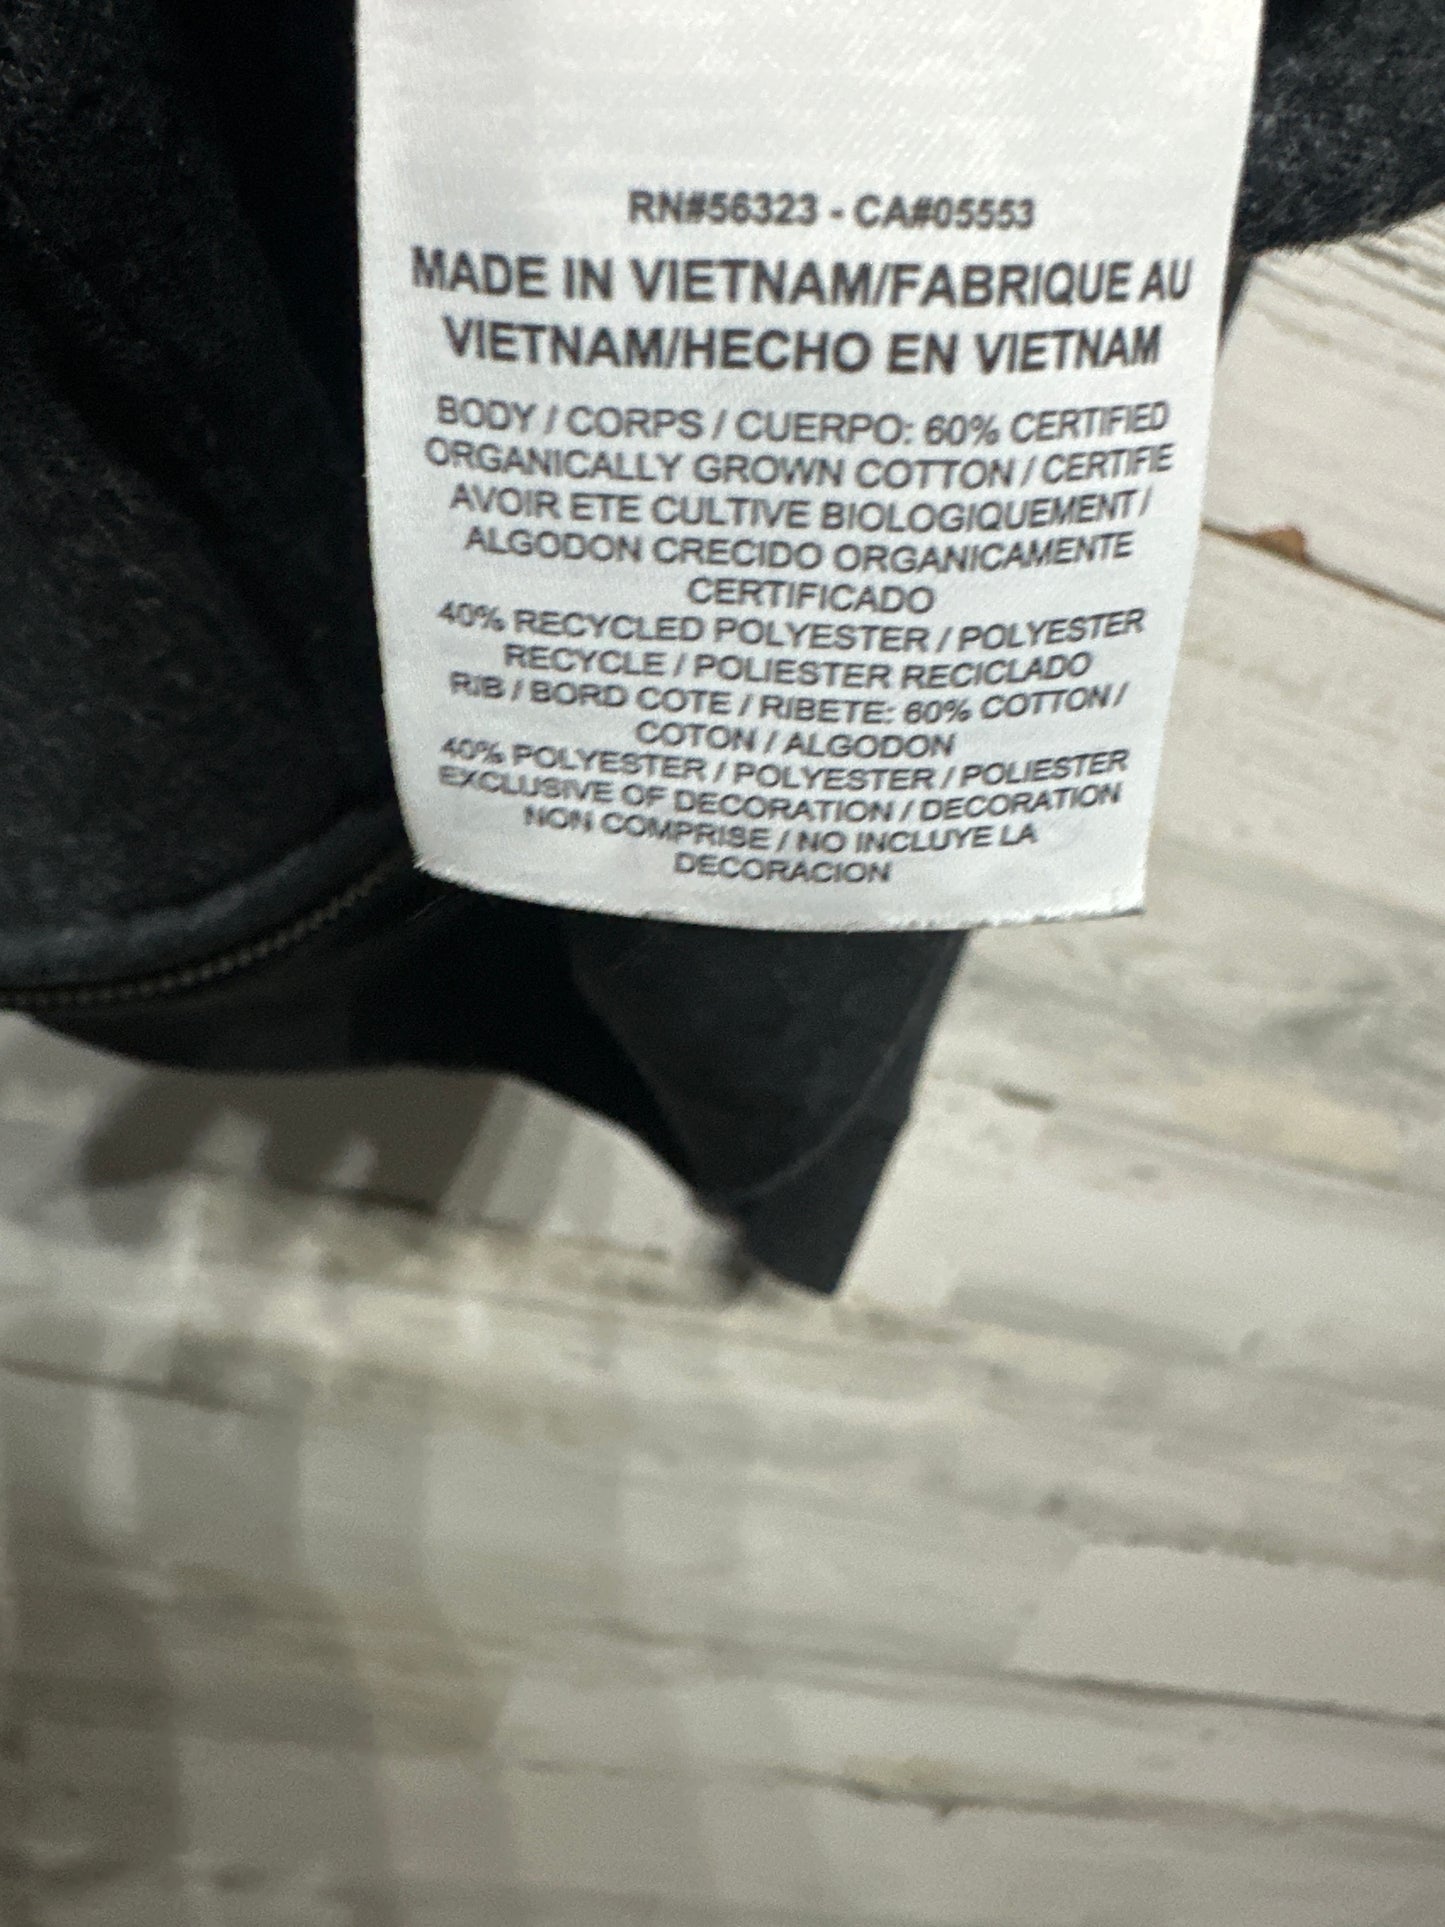 RN#56323 - CA#05553
MADE IN VIETNAM/FABRIQUE AU
VIETNAM/HECHO EN VIETNAM
BODY / CORPS / CUERPO: 60% CERTIFIED
ORGANICALLY GROWN COTTON / CERTIFIE
AVOIR ETE CULTIVE BIOLOGIQUEMENT /
ALGODON CRECIDO ORGANICAMENTE
CERTIFICADO
40% RECYCLED POLYESTER / POLYESTER
RECYCLE / POLIESTER RECICLADO
RIB / BORD COTE / RIBETE: 60% COTTON /
COTON / ALGODON
40% POLYESTER / POLYESTER / POLIESTER
EXCLUSIVE OF DECORATION / DECORATION
NON COMPRISE / NO INCLUYE LA
DECORACION